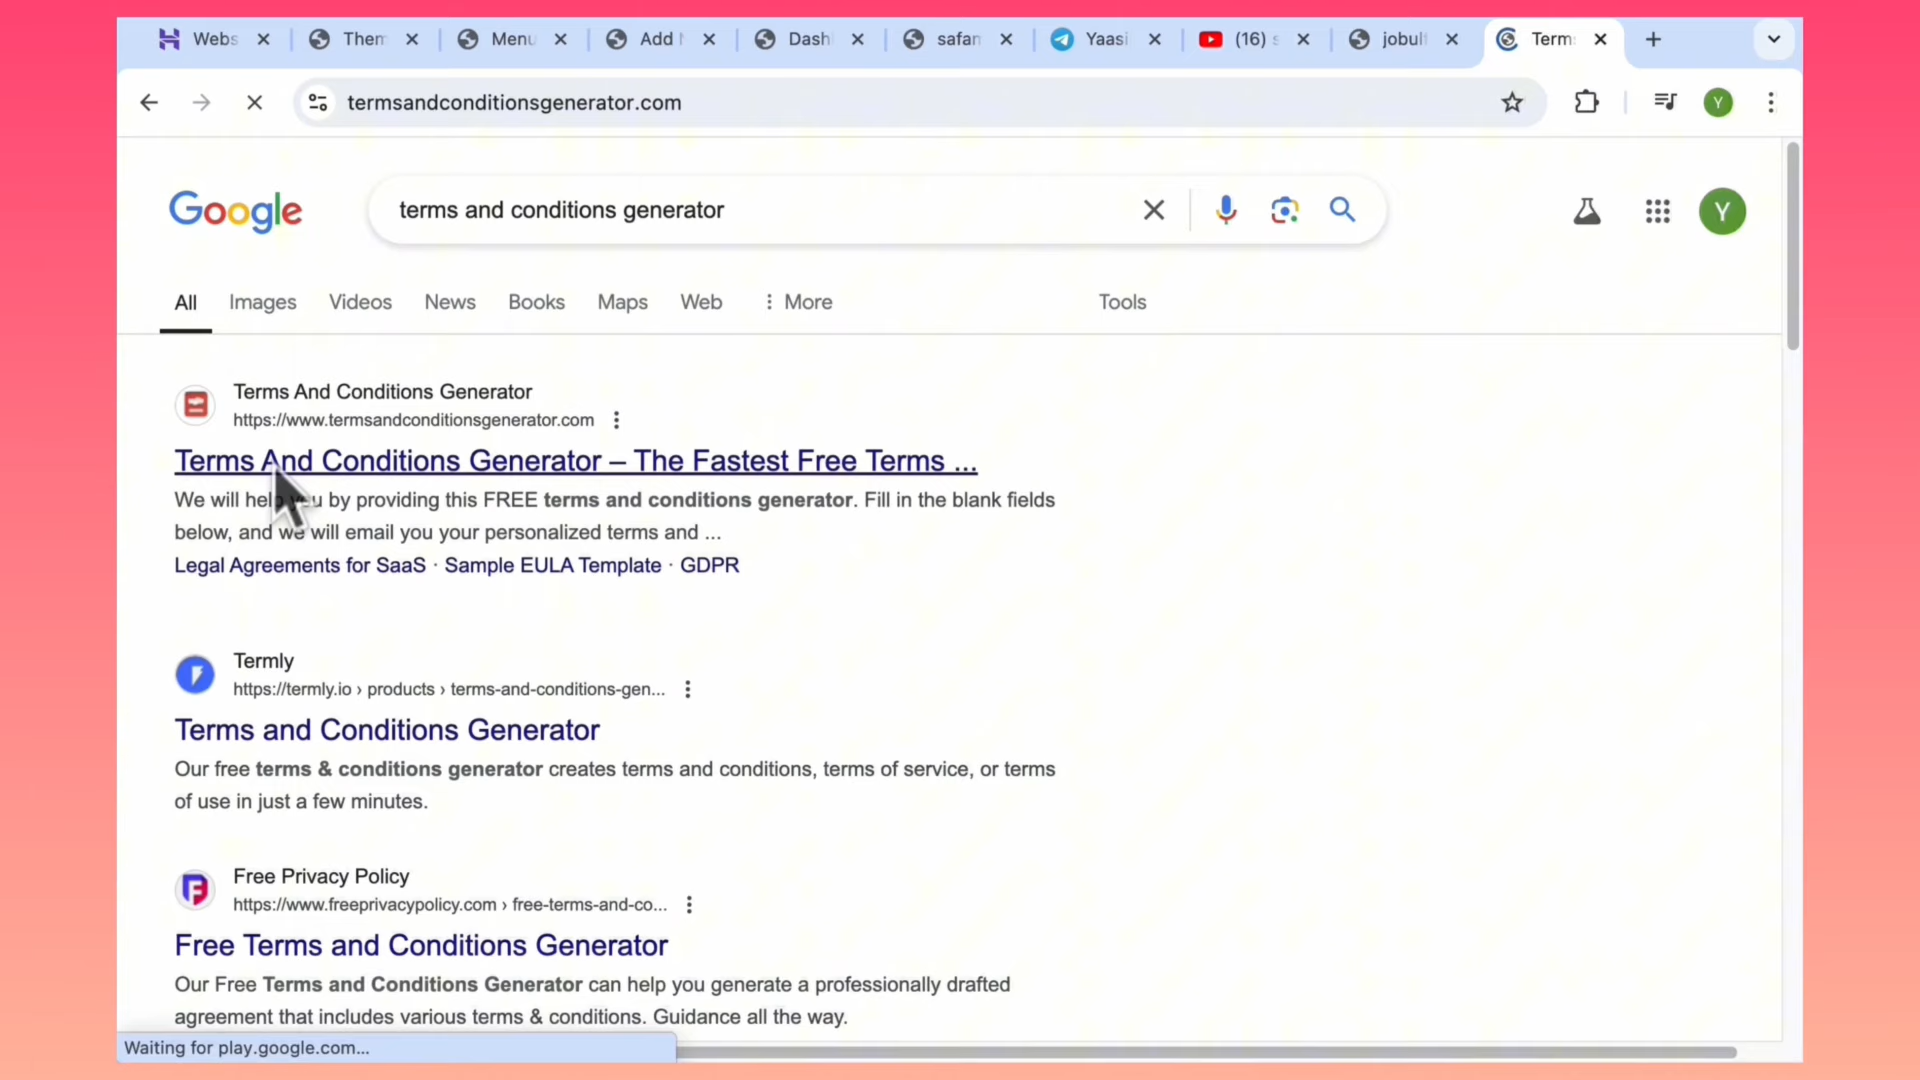 Webs Them Menu Add Dash safar Yaasi (16) jobul Term
termsandconditionsgenerator.com Y
Google terms and conditions generator Y
All Images Videos News Books Maps Web More Tools
Terms And Conditions Generator
https://www.termsandconditionsgenerator.com
Terms And Conditions Generator – The Fastest Free Terms ...
We will help you by providing this FREE terms and conditions generator. Fill in the blank fields
below, and we will email you your personalized terms and ...
Legal Agreements for SaaS · Sample EULA Template · GDPR
Termly
https://termly.io › products › terms-and-conditions-gen...
Terms and Conditions Generator
Our free terms & conditions generator creates terms and conditions, terms of service, or terms
of use in just a few minutes.
Free Privacy Policy
https://www.freeprivacypolicy.com › free-terms-and-co...
Free Terms and Conditions Generator
Our Free Terms and Conditions Generator can help you generate a professionally drafted
agreement that includes various terms & conditions. Guidance all the way.
Waiting for play.google.com...